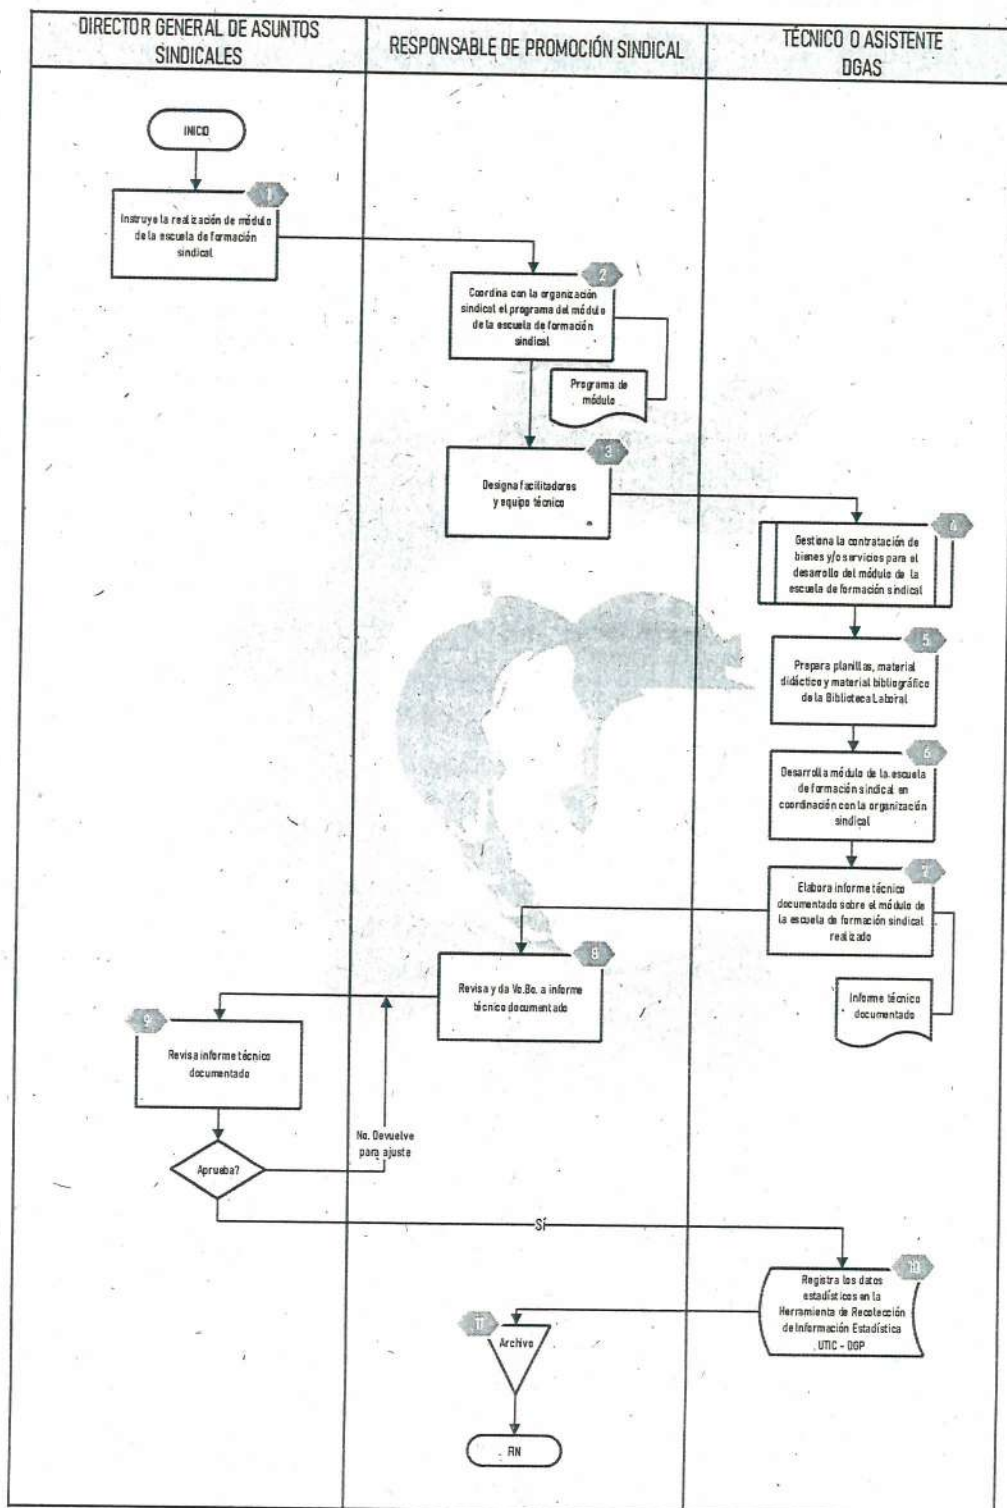 DIRECTOR GENERAL DE ASUNTOS
SINDICALES
RESPONSABLE DE PROMOCIÓN SINDICAL
TÉCNICO O ASISTENTE
DGAS
INICO
1
Instruye la realización de módulo
de la escuela de formación
sindical
2
Coordina con la organización
sindical el programa del módulo
de la escuela de formación
sindical
Programa de
módulo
3
Designa facilitadores
y equipo técnico
4
Gestiona la contratación de
bienes y/o servicios para el
desarrollo del módulo de la
escuela de formación sindical
5
Prepara planillas, material
didáctico y material bibliográfico
de la Biblioteca Laboral
6
Desarrolla módulo de la escuela
de formación sindical en
coordinación con la organización
sindical
7
Elabora informe técnico
documentado sobre el módulo de
la escuela de formación sindical
realizado
Informe técnico
documentado
8
Revisa y da Vo.Bo. a informe
técnico documentado
9
Revisa informe técnico
documentado
No. Devuelve
para ajuste
Aprueba?
Sí
10
Registra los datos
estadísticos en la
Herramienta de Recolección
de Información Estadística
UTIC - DGP
11
Archivo
FIN